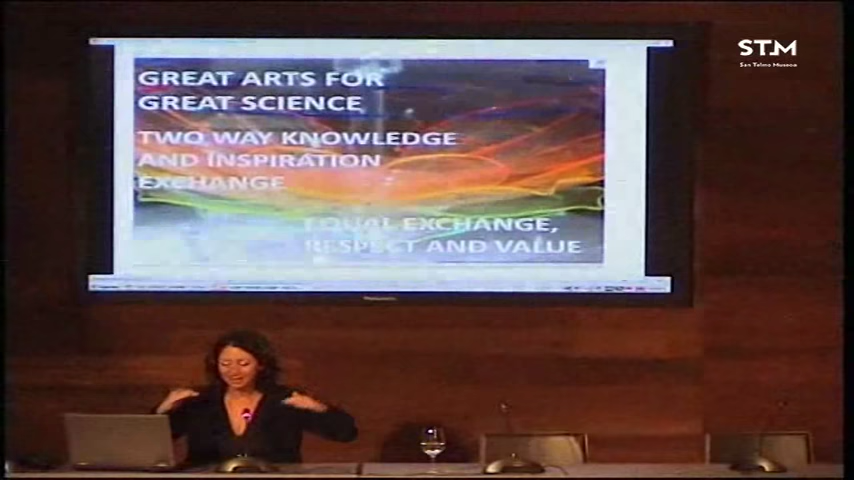 GREAT ARTS FOR
GREAT SCIENCE
TWO WAY KNOWLEDGE
AND INSPIRATION
EXCHANGE
EQUAL EXCHANGE,
RESPECT AND VALUE
STM
San Telmo Museoa